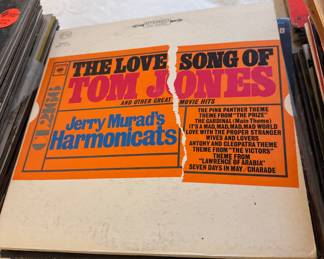 STEREO
THE LOVE SONG OF
TOM JONES
AND OTHER GREAT MOVIE HITS
Jerry Murad's
Harmonicats
THE PINK PANTHER THEME
THEME FROM "THE PRIZE"
THE CARDINAL (Main Theme)
IT'S A MAD, MAD, MAD, MAD WORLD
LOVE WITH THE PROPER STRANGER
WIVES AND LOVERS
ANTONY AND CLEOPATRA THEME
THEME FROM "THE VICTORS"
THEME FROM
"LAWRENCE OF ARABIA"
SEVEN DAYS IN MAY/CHARADE